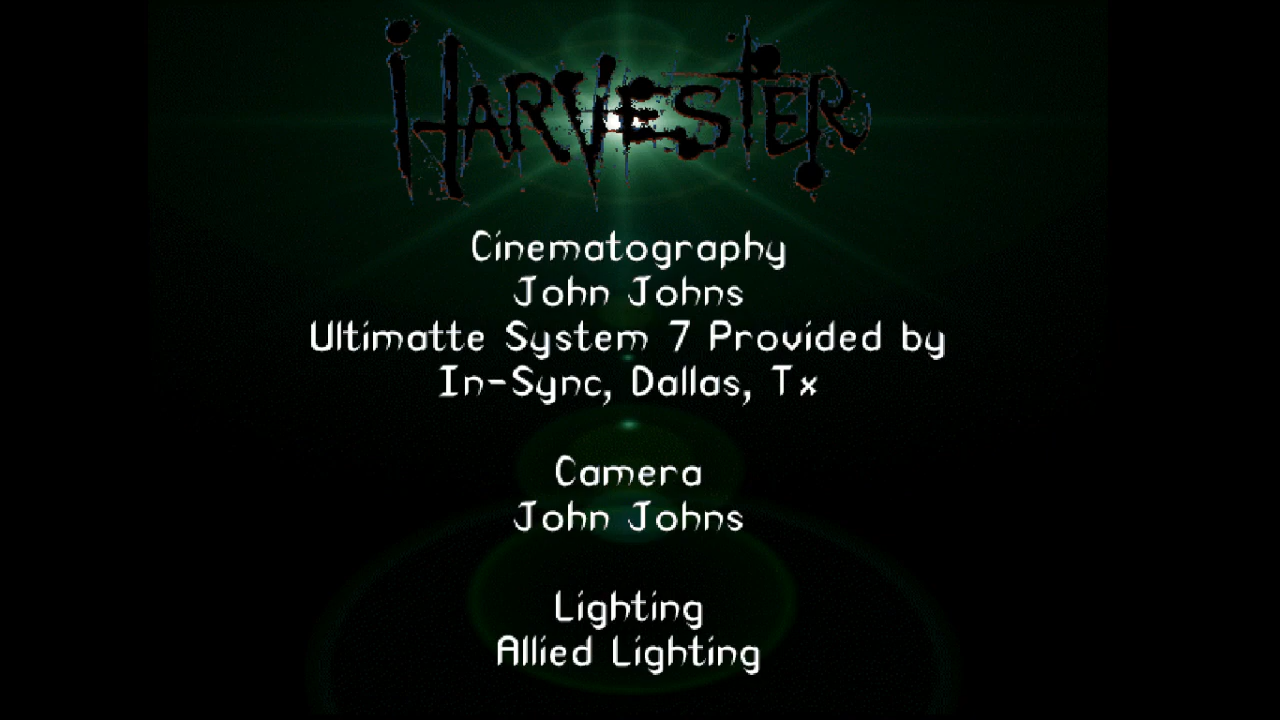 HARVESTER
Cinematography
John Johns
Ultimatte System 7 Provided by
In-Sync, Dallas, Tx
Camera
John Johns
Lighting
Allied Lighting